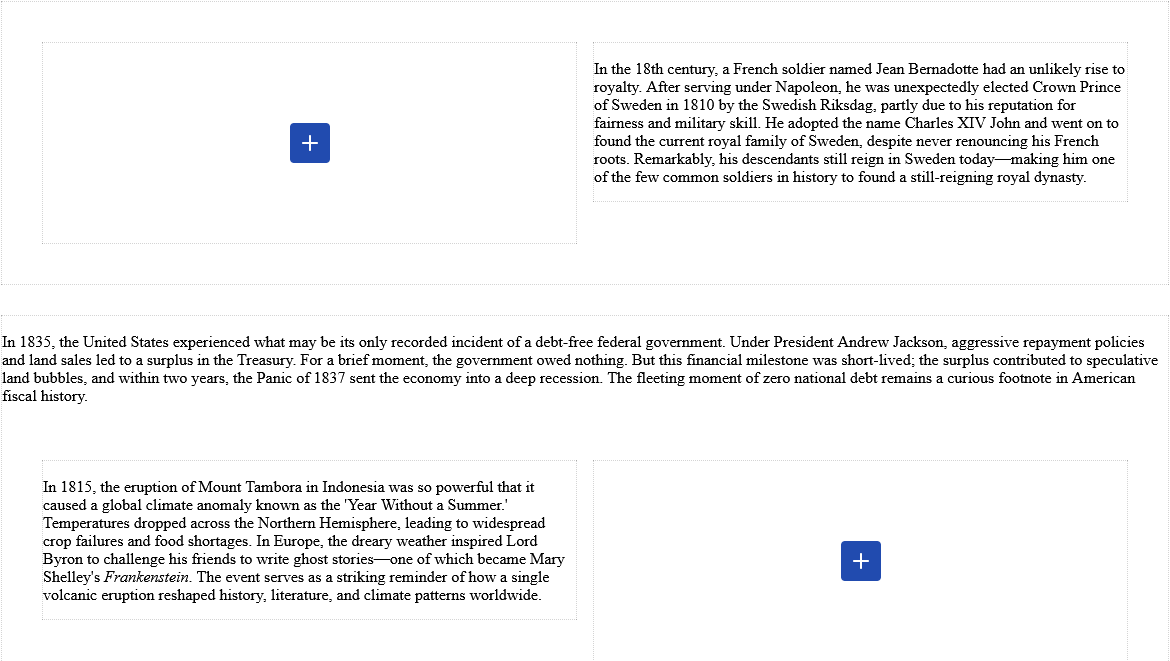 In the 18th century, a French soldier named Jean Bernadotte had an unlikely rise to
royalty. After serving under Napoleon, he was unexpectedly elected Crown Prince
of Sweden in 1810 by the Swedish Riksdag, partly due to his reputation for
fairness and military skill. He adopted the name Charles XIV John and went on to
found the current royal family of Sweden, despite never renouncing his French
roots. Remarkably, his descendants still reign in Sweden today—making him one
of the few common soldiers in history to found a still-reigning royal dynasty.
In 1835, the United States experienced what may be its only recorded incident of a debt-free federal government. Under President Andrew Jackson, aggressive repayment policies
and land sales led to a surplus in the Treasury. For a brief moment, the government owed nothing. But this financial milestone was short-lived; the surplus contributed to speculative
land bubbles, and within two years, the Panic of 1837 sent the economy into a deep recession. The fleeting moment of zero national debt remains a curious footnote in American
fiscal history.
In 1815, the eruption of Mount Tambora in Indonesia was so powerful that it
caused a global climate anomaly known as the 'Year Without a Summer.'
Temperatures dropped across the Northern Hemisphere, leading to widespread
crop failures and food shortages. In Europe, the dreary weather inspired Lord
Byron to challenge his friends to write ghost stories—one of which became Mary
Shelley's Frankenstein. The event serves as a striking reminder of how a single
volcanic eruption reshaped history, literature, and climate patterns worldwide.